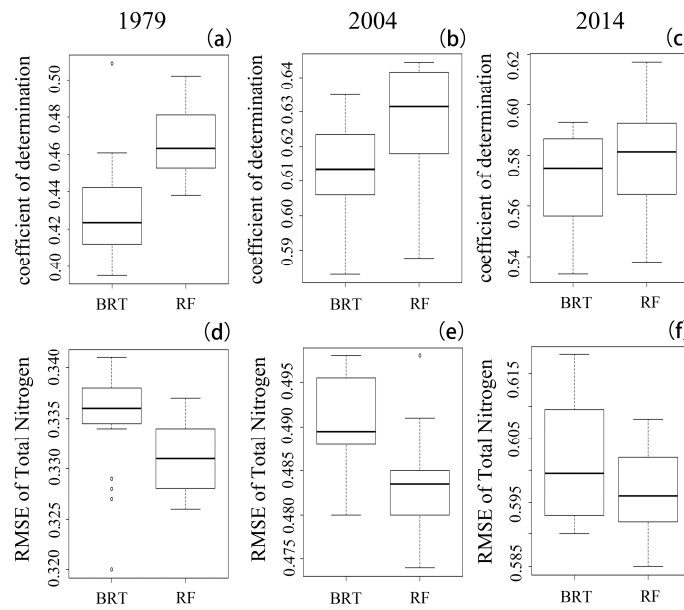 1979
2004
2014
(a)
(b)
(c)
coefficient of determination
0.50
0.48
0.46
0.44
0.42
0.40
BRT
RF
coefficient of determination
0.64
0.63
0.62
0.61
0.60
0.59
BRT
RF
coefficient of determination
0.62
0.60
0.58
0.56
0.54
BRT
RF
(d)
(e)
(f)
RMSE of Total Nitrogen
0.340
0.335
0.330
0.325
0.320
BRT
RF
RMSE of Total Nitrogen
0.495
0.490
0.485
0.480
0.475
BRT
RF
RMSE of Total Nitrogen
0.615
0.605
0.595
0.585
BRT
RF